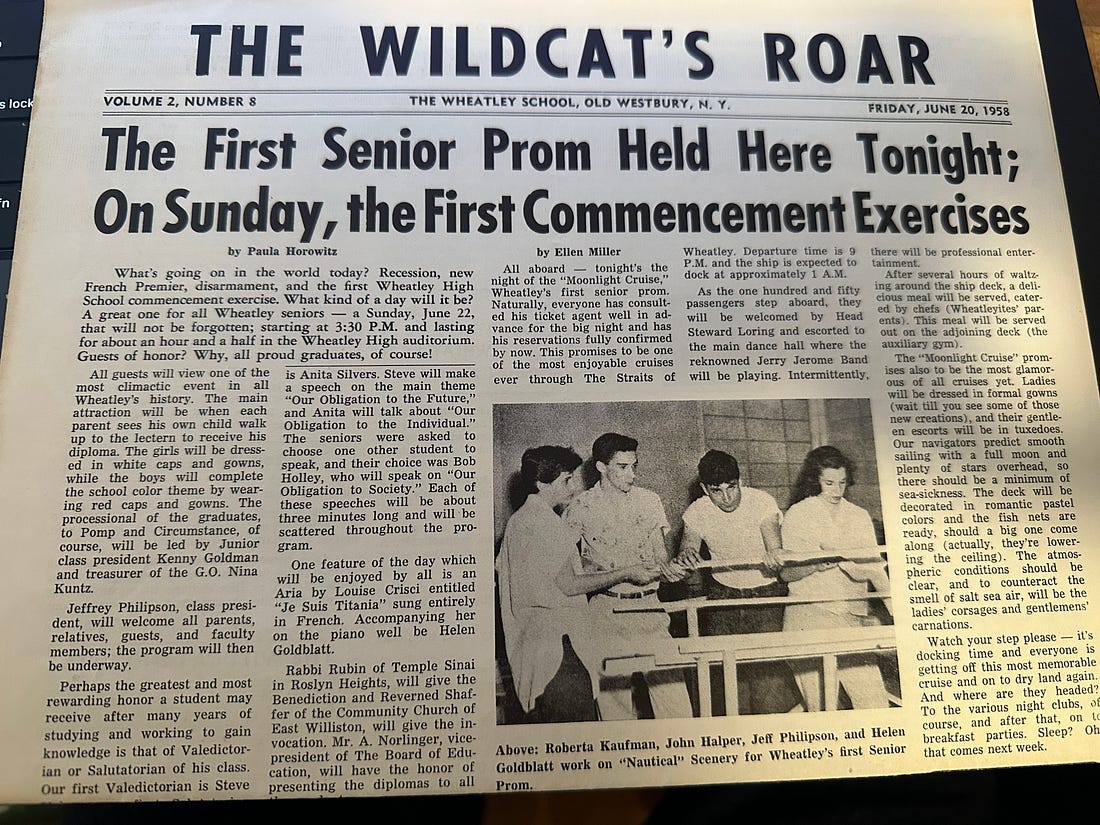 THE WILDCAT'S ROAR
VOLUME 2, NUMBER 8
THE WHEATLEY SCHOOL, OLD WESTBURY, N. Y.
FRIDAY, JUNE 20, 1958
The First Senior Prom Held Here Tonight;
On Sunday, the First Commencement Exercises
by Paula Horowitz
What's going on in the world today? Recession, new
French Premier, disarmament, and the first Wheatley High
School commencement exercise. What kind of a day will it be?
A great one for all Wheatley seniors — a Sunday, June 22,
that will not be forgotten; starting at 3:30 P.M. and lasting
for about an hour and a half in the Wheatley High auditorium.
Guests of honor? Why, all proud graduates, of course!
All guests will view one of the
most climactic event in all
Wheatley's history. The main
attraction will be when each
parent sees his own child walk
up to the lectern to receive his
diploma. The girls will be dress-
ed in white caps and gowns,
while the boys will complete
the school color theme by wear-
ing red caps and gowns. The
processional of the graduates,
to Pomp and Circumstance, of
course, will be led by Junior
class president Kenny Goldman
and treasurer of the G.O. Nina
Kuntz.
Jeffrey Philipson, class presi-
dent, will welcome all parents,
relatives, guests, and faculty
members; the program will then
be underway.
Perhaps the greatest and most
rewarding honor a student may
receive after many years of
studying and working to gain
knowledge is that of Valedictor-
ian or Salutatorian of his class.
Our first Valedictorian is Steve
is Anita Silvers. Steve will make
a speech on the main theme
"Our Obligation to the Future,"
and Anita will talk about "Our
Obligation to the Individual."
The seniors were asked to
choose one other student to
speak, and their choice was Bob
Holley, who will speak on "Our
Obligation to Society." Each of
these speeches will be about
three minutes long and will be
scattered throughout the pro-
gram.
One feature of the day which
will be enjoyed by all is an
Aria by Louise Crisci entitled
"Je Suis Titania" sung entirely
in French. Accompanying her
on the piano well be Helen
Goldblatt.
Rabbi Rubin of Temple Sinai
in Roslyn Heights, will give the
Benediction and Reverned Shaf-
fer of the Community Church of
East Williston, will give the in-
vocation. Mr. A. Norlinger, vice-
president of The Board of Edu-
cation, will have the honor of
presenting the diplomas to all
by Ellen Miller
All aboard — tonight's the
night of the "Moonlight Cruise,"
Wheatley's first senior prom.
Naturally, everyone has consult-
ed his ticket agent well in ad-
vance for the big night and has
his reservations fully confirmed
by now. This promises to be one
of the most enjoyable cruises
ever through The Straits of
Wheatley. Departure time is 9
P.M. and the ship is expected to
dock at approximately 1 A.M.
As the one hundred and fifty
passengers step aboard, they
will be welcomed by Head
Steward Loring and escorted to
the main dance hall where the
reknowned Jerry Jerome Band
will be playing. Intermittently,
there will be professional enter-
tainment.
After several hours of waltz-
ing around the ship deck, a deli-
cious meal will be served, cater-
ed by chefs (Wheatleyites' par-
ents). This meal will be served
out on the adjoining deck (the
auxiliary gym).
The "Moonlight Cruise" prom-
ises also to be the most glamor-
ous of all cruises yet. Ladies
will be dressed in formal gowns
(wait till you see some of those
new creations), and their gentle-
en escorts will be in tuxedoes.
Our navigators predict smooth
sailing with a full moon and
plenty of stars overhead, so
there should be a minimum of
sea-sickness. The deck will be
decorated in romantic pastel
colors and the fish nets are
ready, should a big one come
along (actually, they're lower-
ing the ceiling). The atmos-
pheric conditions should be
clear, and to counteract the
smell of salt sea air, will be the
ladies' corsages and gentlemens'
carnations.
Watch your step please — it's
docking time and everyone is
getting off this most memorable
cruise and on to dry land again.
And where are they headed?
To the various night clubs, of
course, and after that, on to
breakfast parties. Sleep? Oh
that comes next week.
Above: Roberta Kaufman, John Halper, Jeff Philipson, and Helen
Goldblatt work on "Nautical" Scenery for Wheatley's first Senior
Prom.